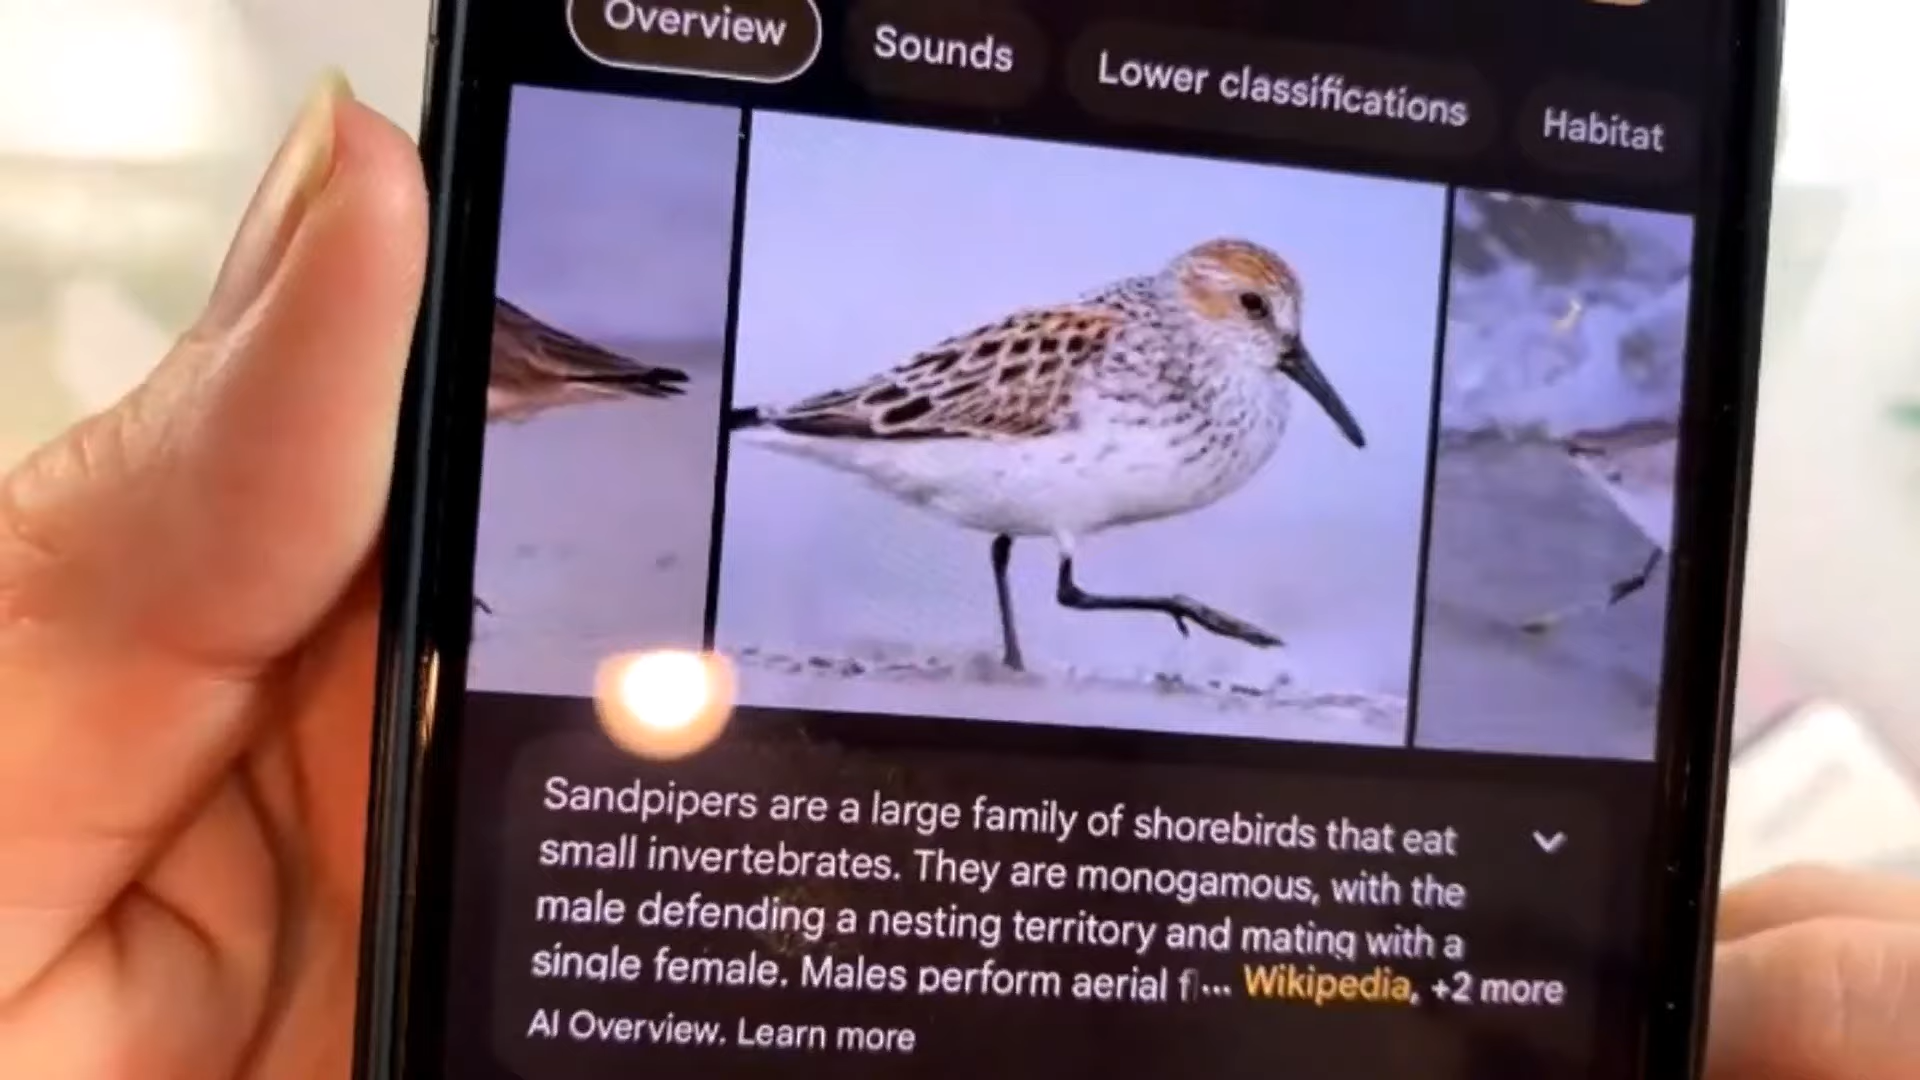 Overview Sounds Lower classifications Habitat
Sandpipers are a large family of shorebirds that eat
small invertebrates. They are monogamous, with the
male defending a nesting territory and mating with a
single female. Males perform aerial f... Wikipedia, +2 more
AI Overview. Learn more